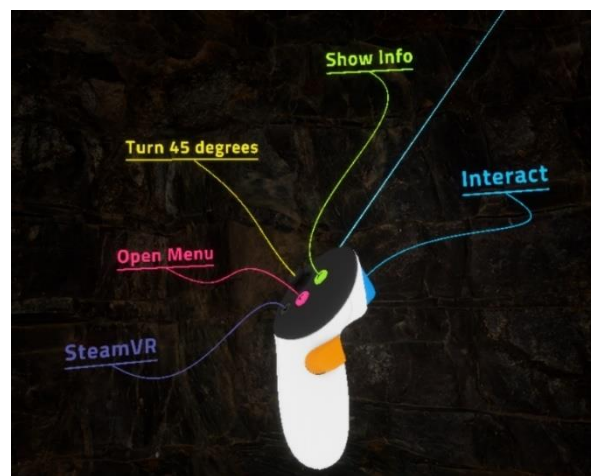 Show Info
Turn 45 degrees
Interact
Open Menu
SteamVR